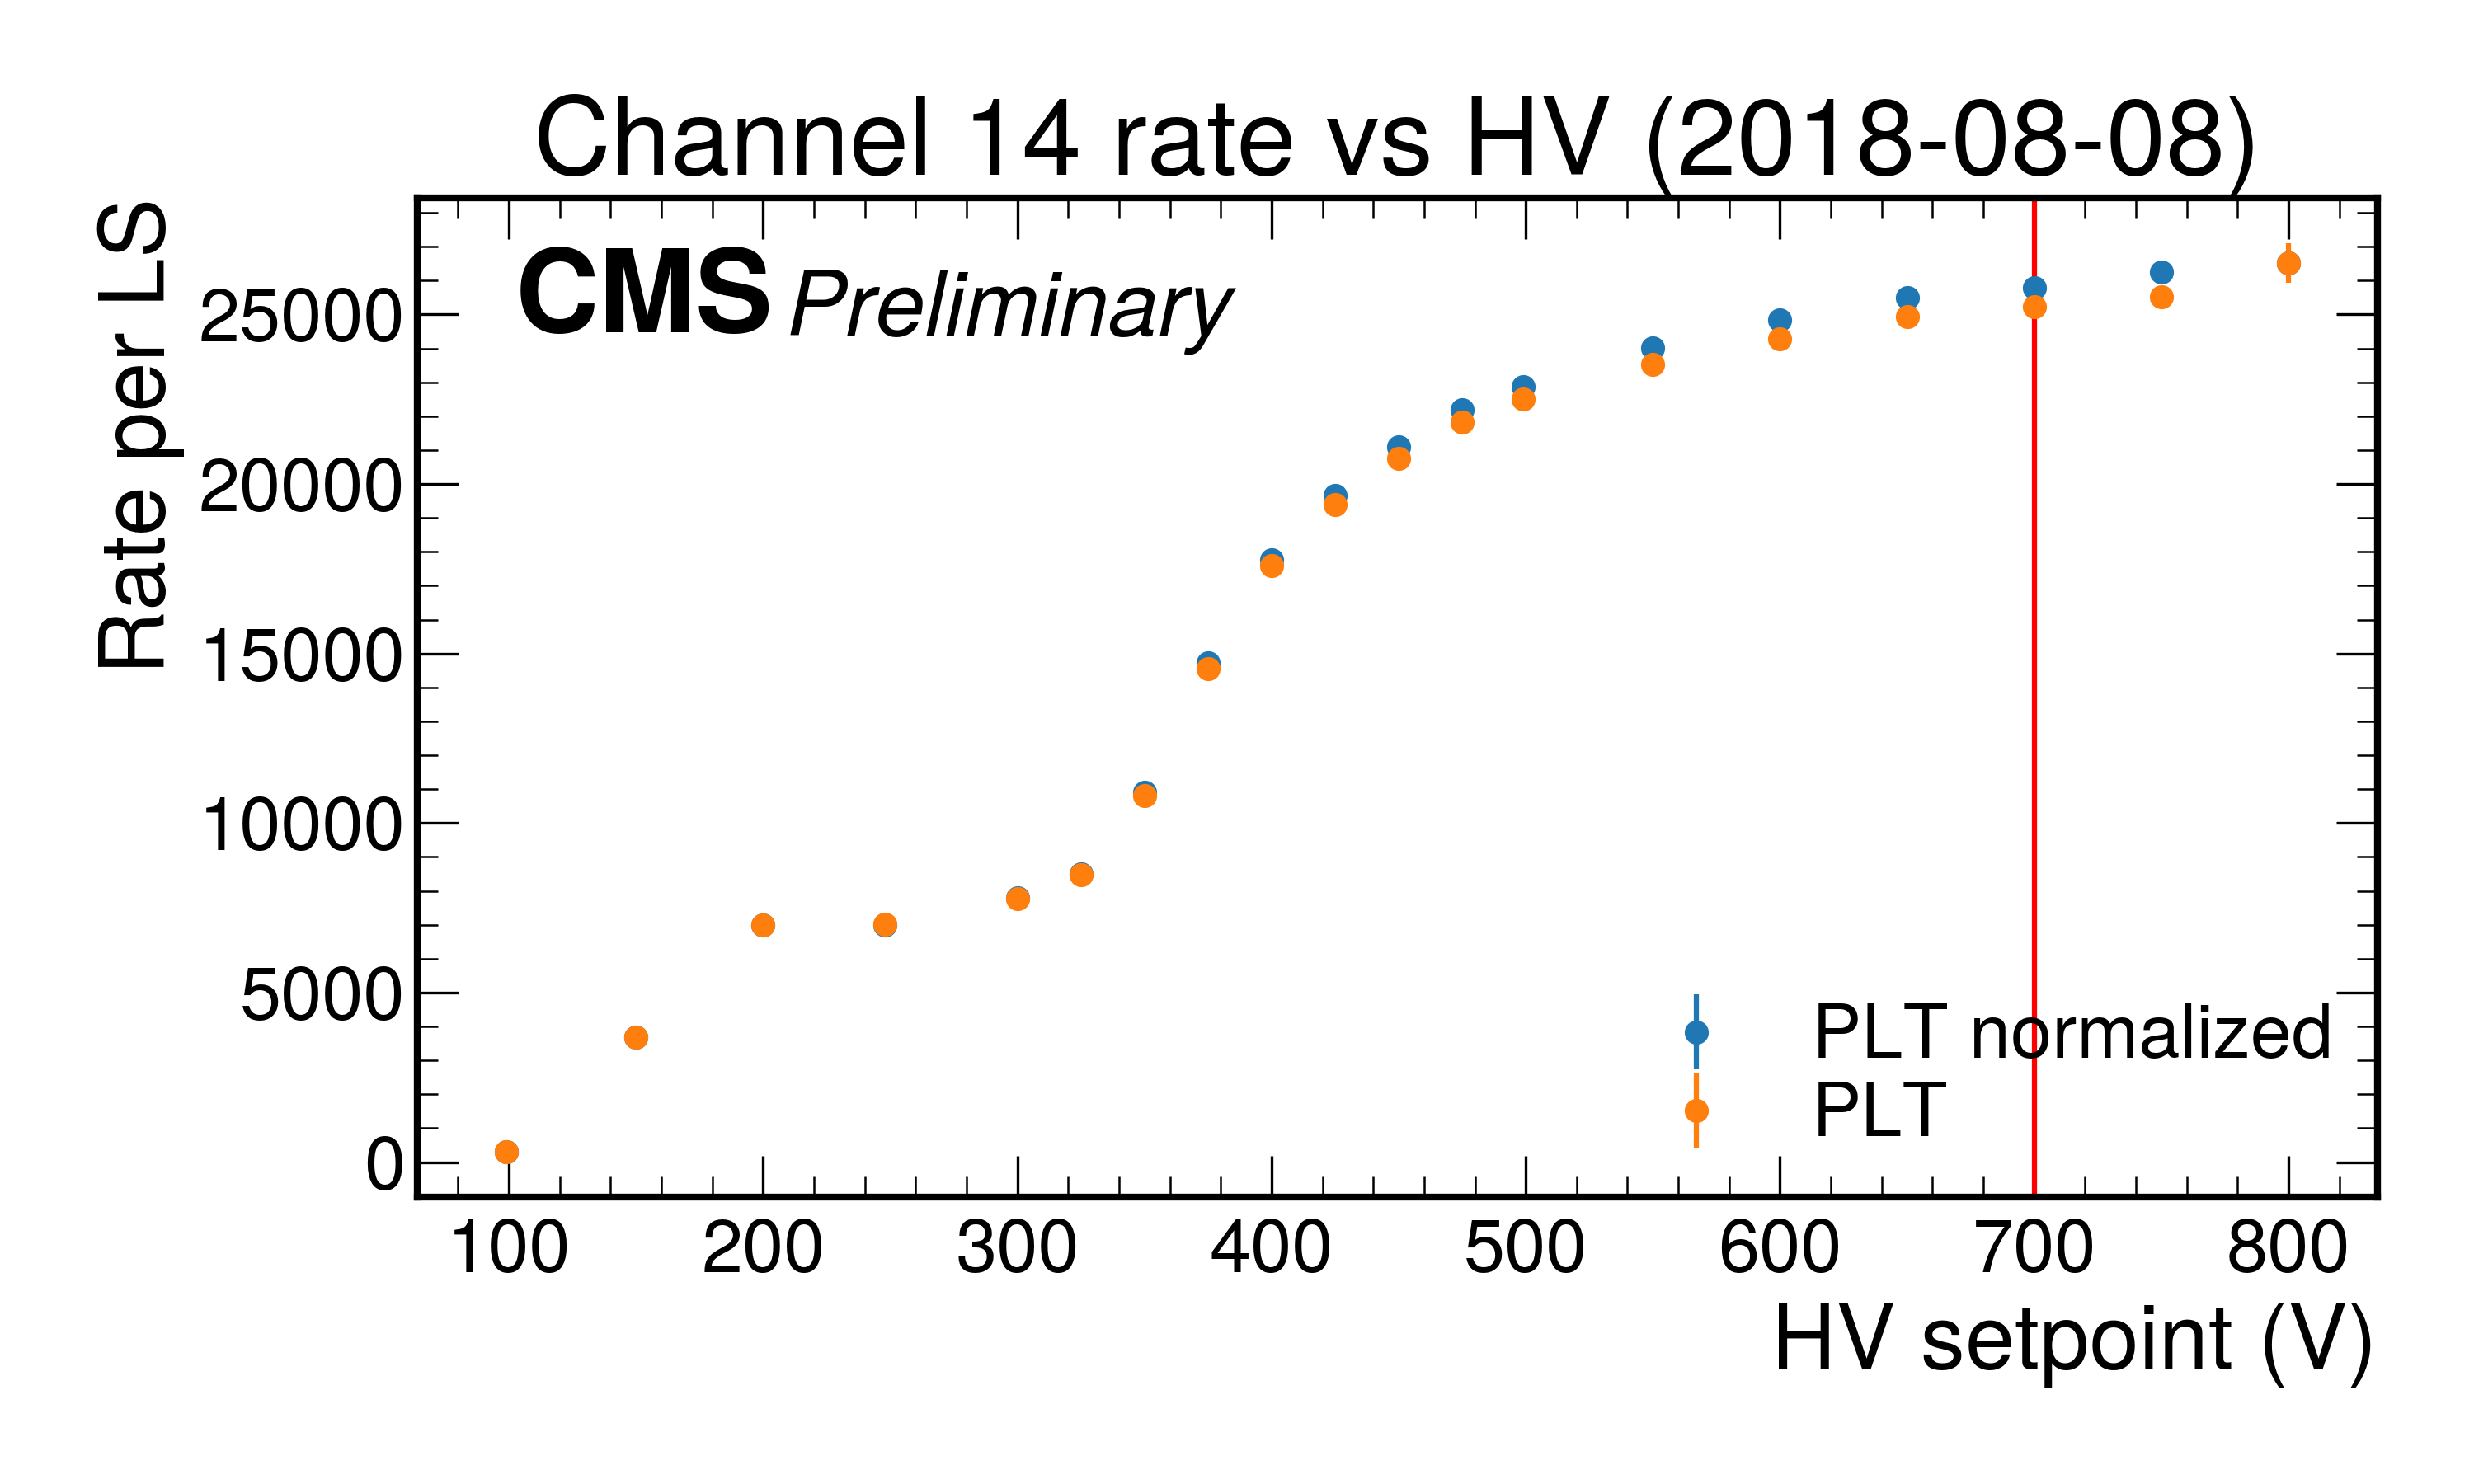 Channel 14 rate vs HV (2018-08-08)
CMS Preliminary
Rate per LS
25000
20000
15000
10000
5000
0
PLT normalized
PLT
100 200 300 400 500 600 700 800
HV setpoint (V)